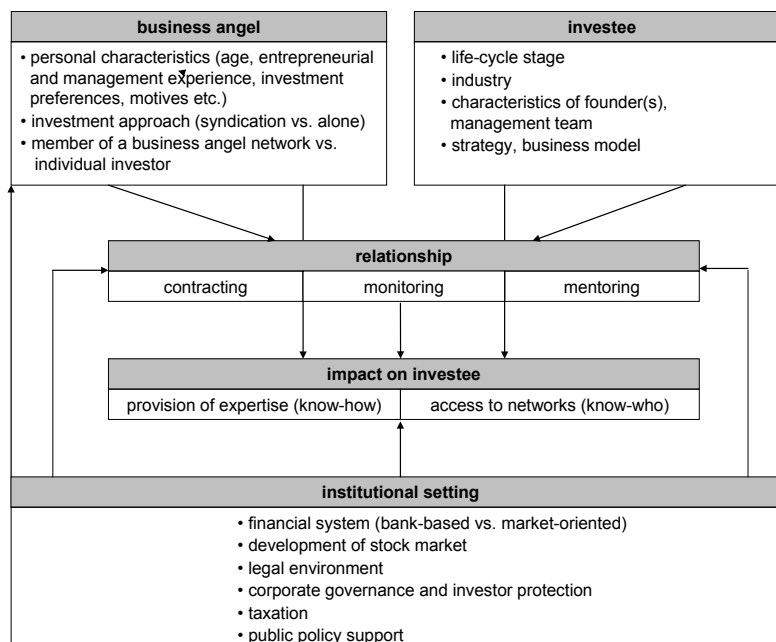 business angel
• personal characteristics (age, entrepreneurial
and management experience, investment
preferences, motives etc.)
• investment approach (syndication vs. alone)
• member of a business angel network vs.
individual investor
investee
• life-cycle stage
• industry
• characteristics of founder(s),
management team
• strategy, business model
relationship
contracting
monitoring
mentoring
impact on investee
provision of expertise (know-how)
access to networks (know-who)
institutional setting
• financial system (bank-based vs. market-oriented)
• development of stock market
• legal environment
• corporate governance and investor protection
• taxation
• public policy support